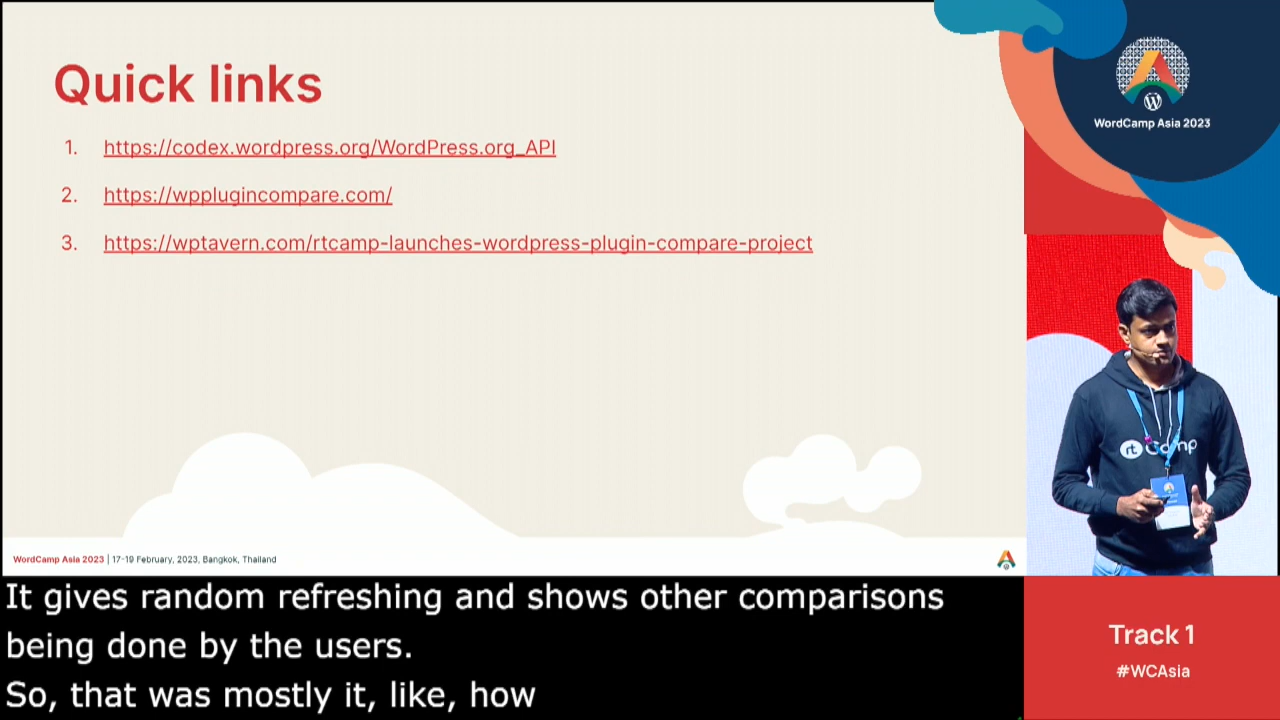 Quick links
1. https://codex.wordpress.org/WordPress.org_API
2. https://wpplugincompare.com/
3. https://wptavern.com/rtcamp-launches-wordpress-plugin-compare-project
WordCamp Asia 2023 | 17-19 February, 2023, Bangkok, Thailand
WordCamp Asia 2023
rtCamp
It gives random refreshing and shows other comparisons
being done by the users.
So, that was mostly it, like, how
Track 1
#WCAsia